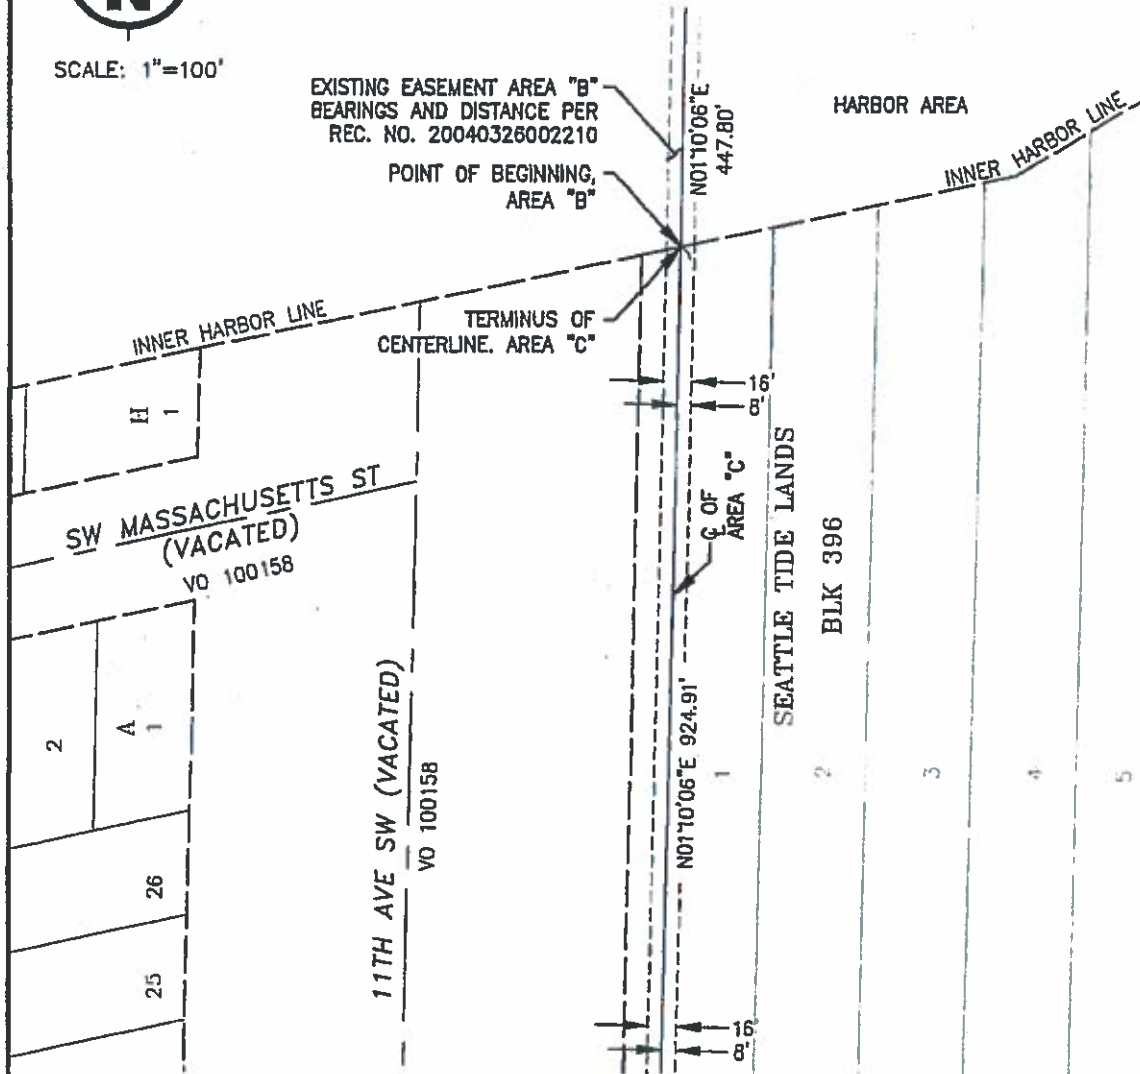 N
SCALE: 1"=100'
EXISTING EASEMENT AREA "B"
BEARINGS AND DISTANCE PER
REC. NO. 20040326002210
POINT OF BEGINNING,
AREA "B"
N01°10'06"E
447.80'
HARBOR AREA
INNER HARBOR LINE
INNER HARBOR LINE
TERMINUS OF
CENTERLINE. AREA "C"
16'
8'
H
1
SW MASSACHUSETTS ST
(VACATED)
VO 100158
℄ OF
AREA "C"
SEATTLE TIDE LANDS
BLK 396
2
A
1
11TH AVE SW (VACATED)
VO 100158
N01°10'06"E 924.91'
1
2
3
4
5
26
25
16'
8'